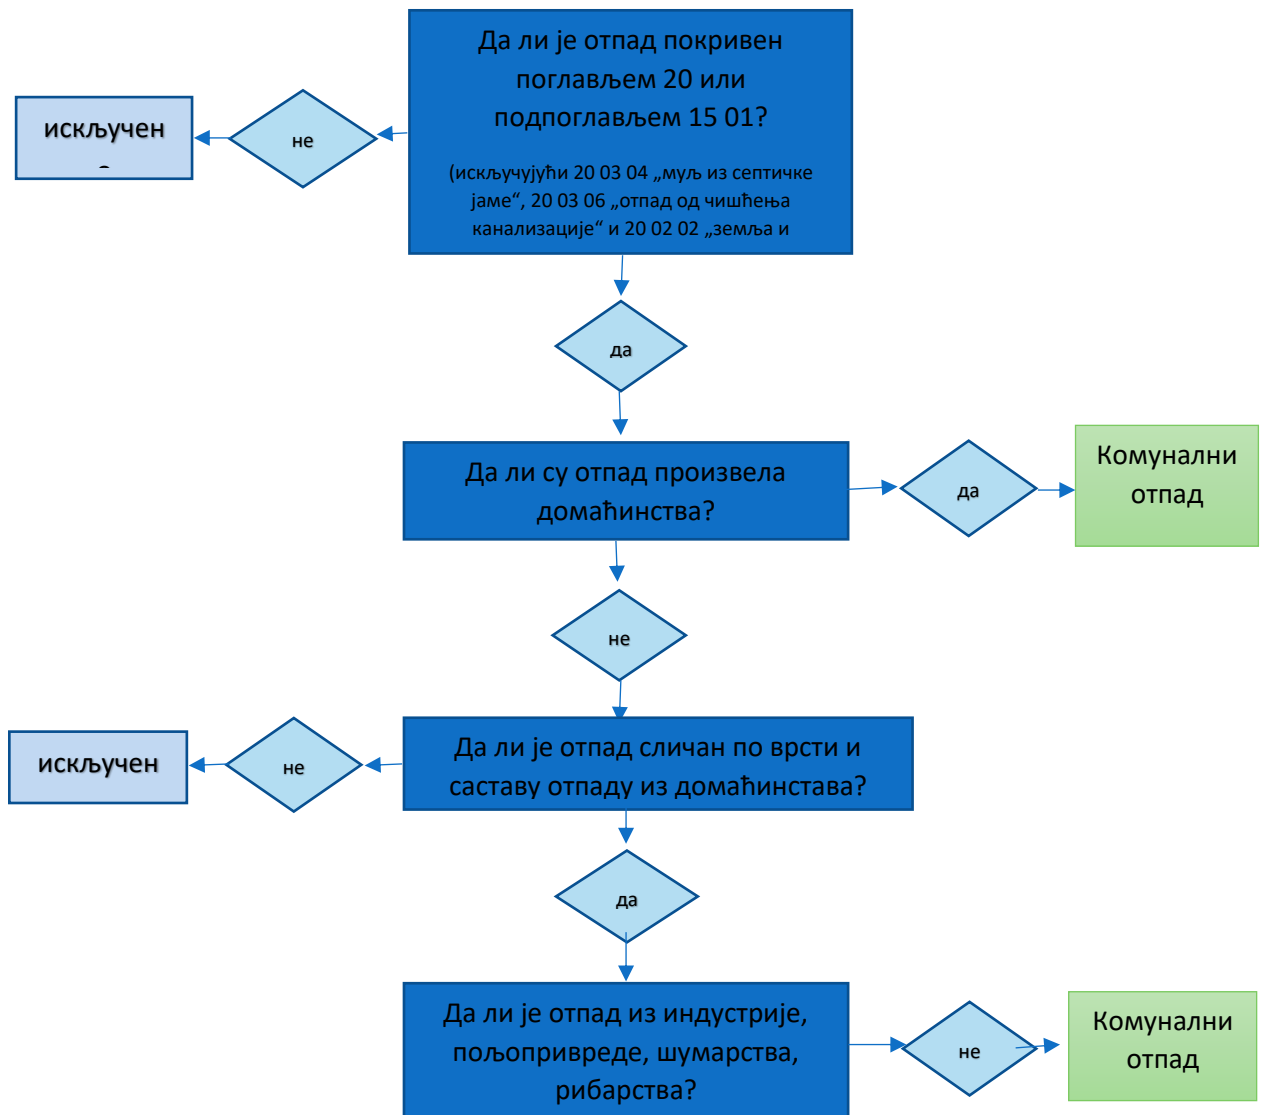 Да ли је отпад покривен
поглављем 20 или
подпоглављем 15 01?
(искључујући 20 03 04 „муљ из септичке
јаме“, 20 03 06 „отпад од чишћења
канализације“ и 20 02 02 „земља и
не
искључен
да
Да ли су отпад произвела
домаћинства?
да
Комунални
отпад
не
Да ли је отпад сличан по врсти и
саставу отпаду из домаћинстава?
не
искључен
да
Да ли је отпад из индустрије,
пољопривреде, шумарства,
рибарства?
не
Комунални
отпад